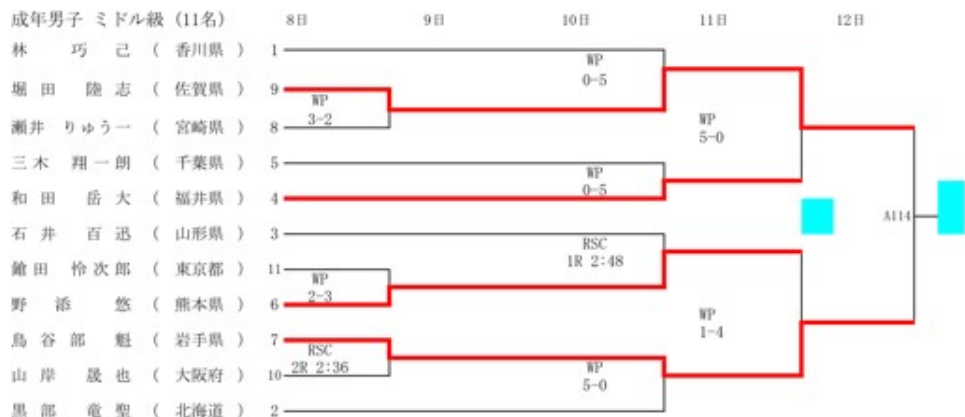 成年男子 ミドル級 (11名) 8日 9日 10日 11日 12日
林 巧己 ( 香川県 ) 1
WP
0-5
堀田 陸志 ( 佐賀県 ) 9
WP
3-2
瀬井 りゅう一 ( 宮崎県 ) 8
WP
5-0
三木 翔一朗 ( 千葉県 ) 5
WP
0-5
和田 岳大 ( 福井県 ) 4
A114
石井 百迅 ( 山形県 ) 3
RSC
1R 2:48
鎗田 怜次郎 ( 東京都 ) 11
WP
2-3
野添 悠 ( 熊本県 ) 6
WP
1-4
鳥谷部 魁 ( 岩手県 ) 7
RSC
2R 2:36
山岸 晟也 ( 大阪府 ) 10
WP
5-0
黒部 竜聖 ( 北海道 ) 2